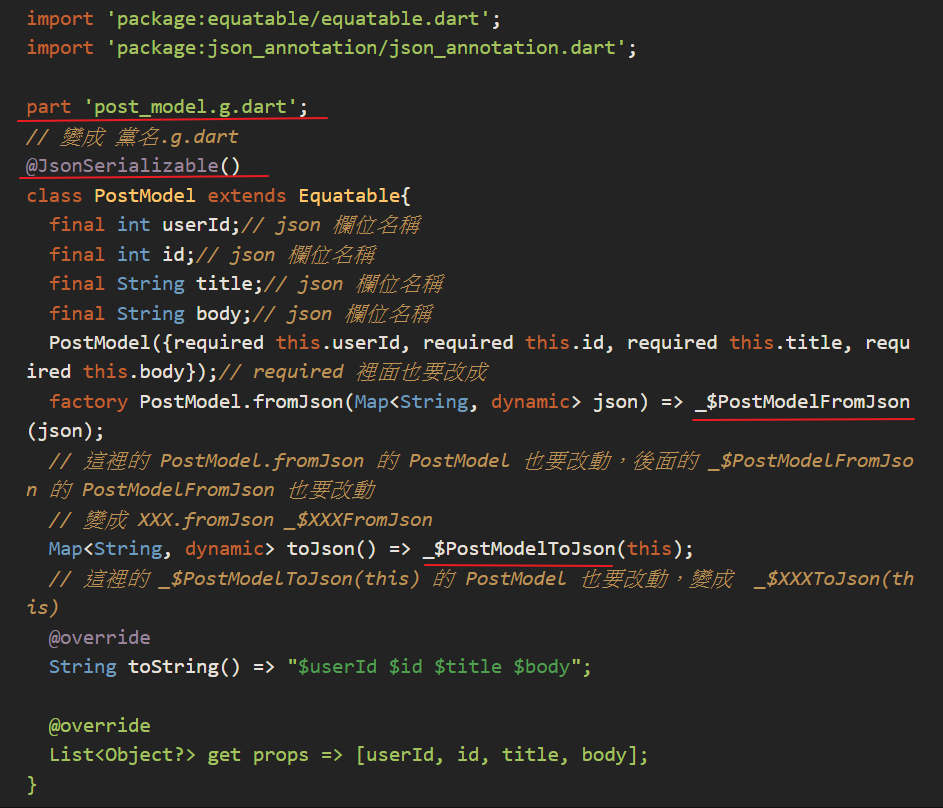 import 'package:equatable/equatable.dart';
import 'package:json_annotation/json_annotation.dart';
part 'post_model.g.dart';
// 變成 黨名.g.dart
@JsonSerializable()
class PostModel extends Equatable{
final int userId;// json 欄位名稱
final int id;// json 欄位名稱
final String title;// json 欄位名稱
final String body;// json 欄位名稱
PostModel({required this.userId, required this.id, required this.title, requ
ired this.body});// required 裡面也要改成
factory PostModel.fromJson(Map<String, dynamic> json) => _$PostModelFromJson
(json);
// 這裡的 PostModel.fromJson 的 PostModel 也要改動，後面的 _$PostModelFromJso
n 的 PostModelFromJson 也要改動
// 變成 XXX.fromJson _$XXXFromJson
Map<String, dynamic> toJson() => _$PostModelToJson(this);
// 這裡的 _$PostModelToJson(this) 的 PostModel 也要改動，變成  _$XXXToJson(th
is)
@override
String toString() => "$userId $id $title $body";
@override
List<Object?> get props => [userId, id, title, body];
}